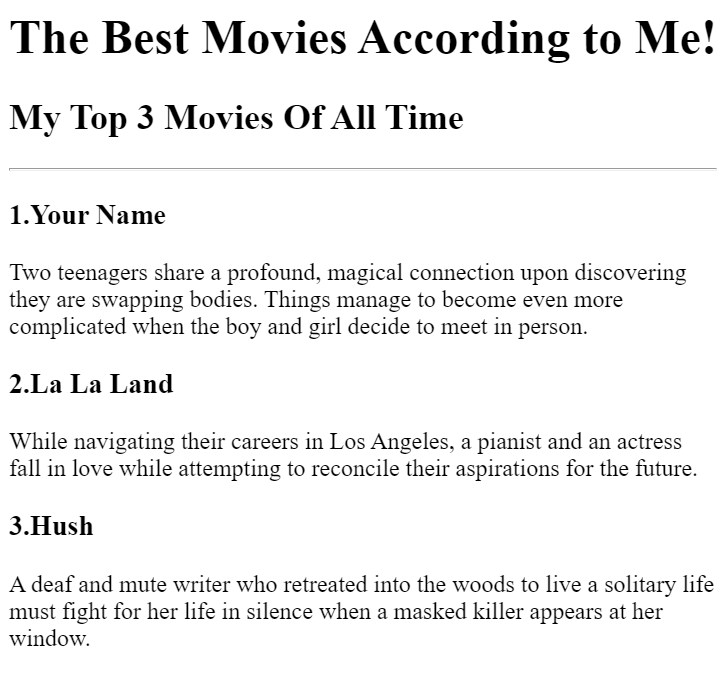 The Best Movies According to Me!
My Top 3 Movies Of All Time
1.Your Name
Two teenagers share a profound, magical connection upon discovering
they are swapping bodies. Things manage to become even more
complicated when the boy and girl decide to meet in person.
2.La La Land
While navigating their careers in Los Angeles, a pianist and an actress
fall in love while attempting to reconcile their aspirations for the future.
3.Hush
A deaf and mute writer who retreated into the woods to live a solitary life
must fight for her life in silence when a masked killer appears at her
window.